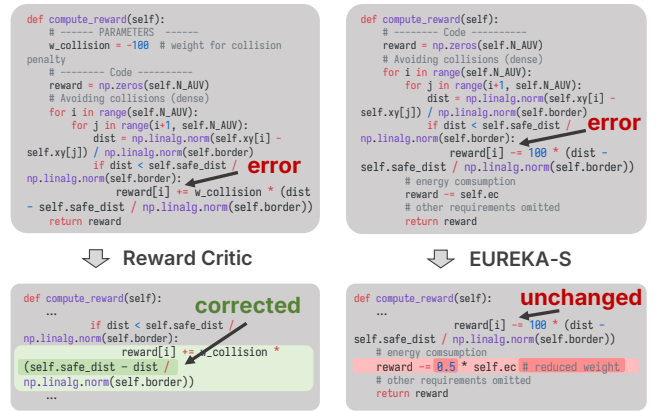 def compute_reward(self):
# ------ PARAMETERS ------
w_collision = -100 # weight for collision
penalty
# -------- Code ----------
reward = np.zeros(self.N_AUV)
# Avoiding collisions (dense)
for i in range(self.N_AUV):
for j in range(i+1, self.N_AUV):
dist = np.linalg.norm(self.xy[i] -
self.xy[j]) / np.linalg.norm(self.border)
if dist < self.safe_dist /
np.linalg.norm(self.border):
error
reward[i] += w_collision * (dist
- self.safe_dist / np.linalg.norm(self.border))
return reward
def compute_reward(self):
# ------ Code ----------
reward = np.zeros(self.N_AUV)
# Avoiding collisions (dense)
for i in range(self.N_AUV):
for j in range(i+1, self.N_AUV):
dist = np.linalg.norm(self.xy[i] -
self.xy[j]) / np.linalg.norm(self.border)
if dist < self.safe_dist /
np.linalg.norm(self.border):
error
reward[i] -= 100 * (dist -
self.safe_dist / np.linalg.norm(self.border))
# energy comsumption
reward -= self.ec
# other requirements omitted
return reward
Reward Critic
EUREKA-S
def compute_reward(self):
...
corrected
if dist < self.safe_dist /
np.linalg.norm(self.border):
reward[i] += w_collision *
(self.safe_dist - dist /
np.linalg.norm(self.border))
...
def compute_reward(self):
unchanged
...
reward[i] -= 100 * (dist -
self.safe_dist / np.linalg.norm(self.border))
# energy comsumption
reward -= 0.5 * self.ec # reduced weight
# other requirements omitted
return reward